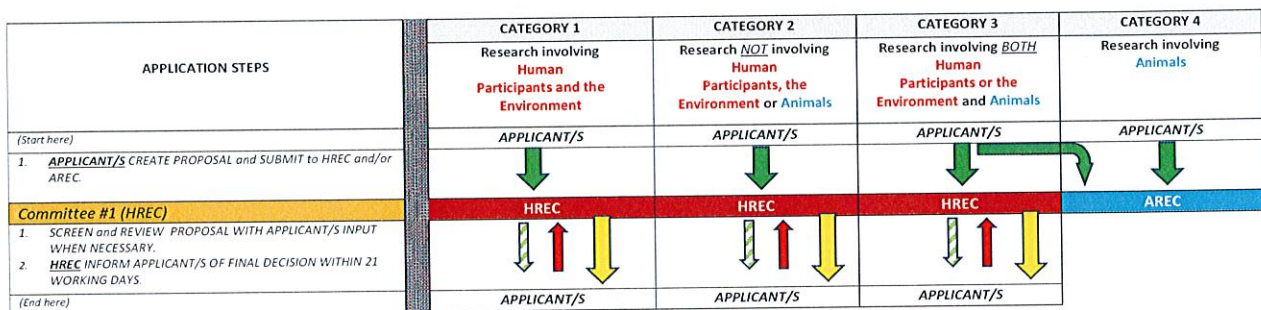 APPLICATION STEPS
CATEGORY 1
CATEGORY 2
CATEGORY 3
CATEGORY 4
Research involving
Human
Participants and the
Environment
Research NOT involving
Human
Participants, the
Environment or Animals
Research involving BOTH
Human
Participants or the
Environment and Animals
Research involving
Animals
(Start here)
APPLICANT/S
APPLICANT/S
APPLICANT/S
APPLICANT/S
1. APPLICANT/S CREATE PROPOSAL and SUBMIT to HREC and/or
AREC.
Committee #1 (HREC)
HREC
HREC
HREC
AREC
1. SCREEN and REVIEW PROPOSAL WITH APPLICANT/S INPUT
WHEN NECESSARY.
2. HREC INFORM APPLICANT/S OF FINAL DECISION WITHIN 21
WORKING DAYS.
(End here)
APPLICANT/S
APPLICANT/S
APPLICANT/S